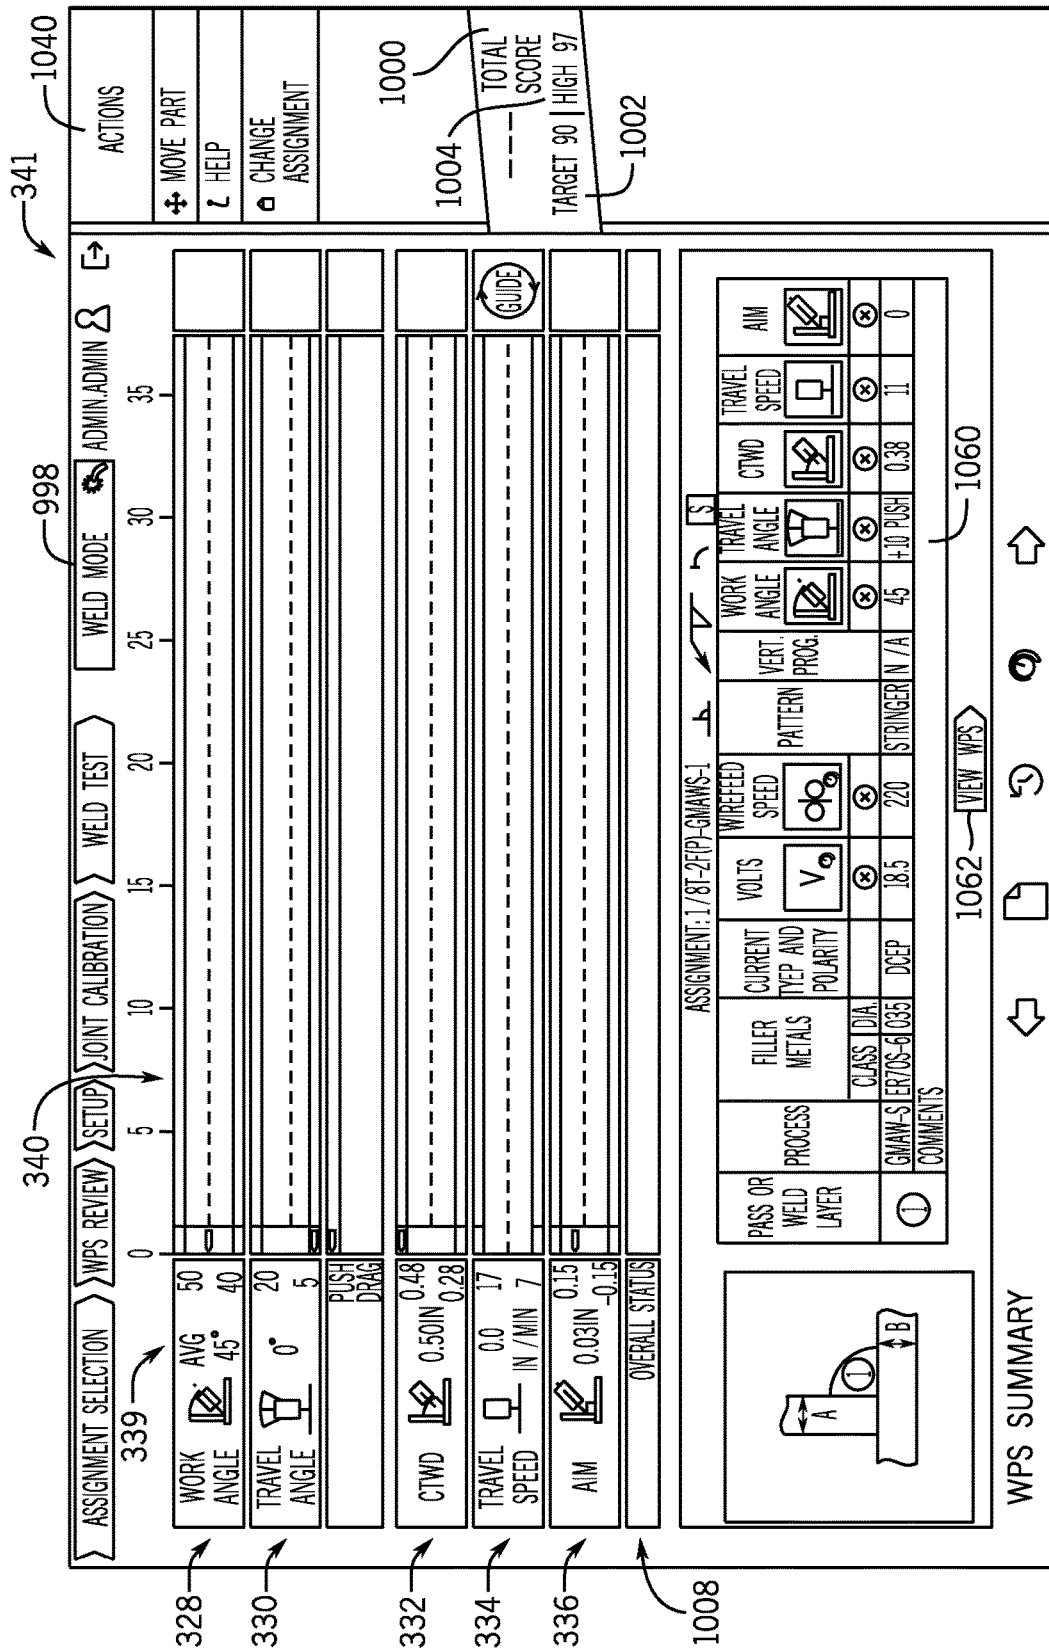 341
ASSIGNMENT SELECTION
WPS REVIEW
SETUP
JOINT CALIBRATION
WELD TEST
WELD MODE
998
ADMIN.ADMIN
340
339
0 5 10 15 20 25 30 35
328
WORK
ANGLE
AVG
45°
50
40
330
TRAVEL
ANGLE
0°
20
5
PUSH
DRAG
332
CTWD
0.50IN
0.48
0.28
334
TRAVEL
SPEED
0.0
IN /MIN
17
7
GUIDE
336
AIM
0.03IN
0.15
-0.15
1008
OVERALL STATUS
ACTIONS
1040
MOVE PART
i HELP
CHANGE
ASSIGNMENT
1000
TOTAL
SCORE
----
1004
TARGET 90 HIGH 97
1002
ASSIGNMENT: 1/8T-2F(P)-GMAWS-1
S
A
1
B
PASS OR
WELD
LAYER
PROCESS
FILLER
METALS
CLASS DIA.
CURRENT
TYEP AND
POLARITY
VOLTS
V
WIREFEED
SPEED
PATTERN
VERT.
PROG.
WORK
ANGLE
TRAVEL
ANGLE
CTWD
TRAVEL
SPEED
AIM
1 GMAW-S ER70S-6 035 DCEP 18.5 220 STRINGER N /A 45 +10 PUSH 0.38 11 0
COMMENTS
1060
1062
VIEW WPS
WPS SUMMARY